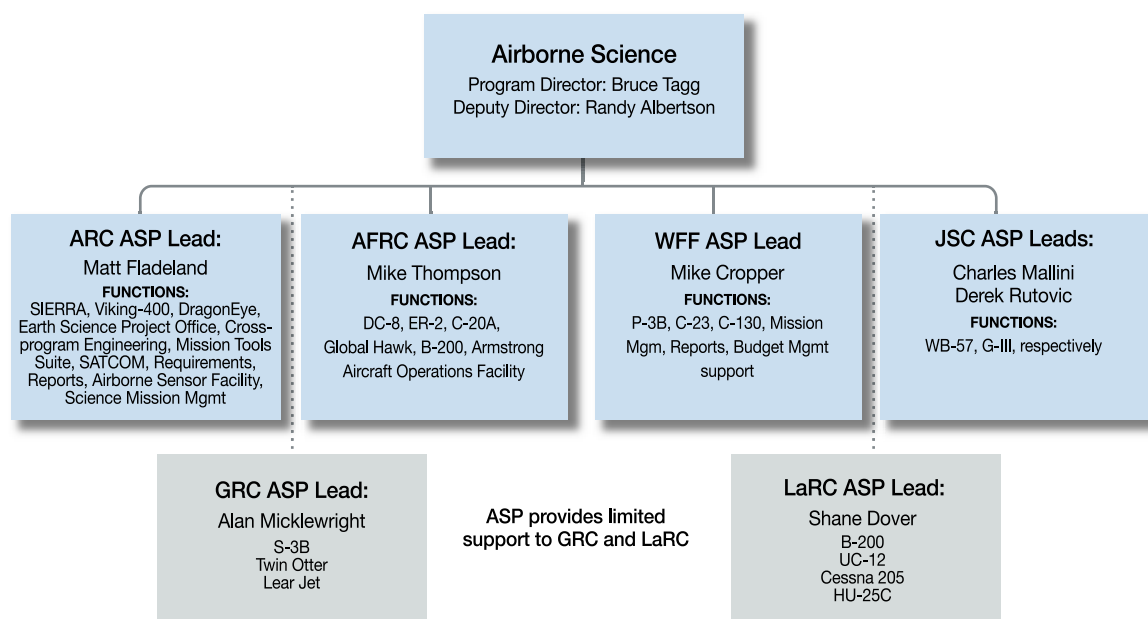 Airborne Science
Program Director: Bruce Tagg
Deputy Director: Randy Albertson
ARC ASP Lead:
Matt Fladeland
FUNCTIONS:
SIERRA, Viking-400, DragonEye,
Earth Science Project Office, Cross-
program Engineering, Mission Tools
Suite, SATCOM, Requirements,
Reports, Airborne Sensor Facility,
Science Mission Mgmt
AFRC ASP Lead:
Mike Thompson
FUNCTIONS:
DC-8, ER-2, C-20A,
Global Hawk, B-200, Armstrong
Aircraft Operations Facility
WFF ASP Lead
Mike Cropper
FUNCTIONS:
P-3B, C-23, C-130, Mission
Mgm, Reports, Budget Mgmt
support
JSC ASP Leads:
Charles Mallini
Derek Rutovic
FUNCTIONS:
WB-57, G-III, respectively
GRC ASP Lead:
Alan Micklewright
S-3B
Twin Otter
Lear Jet
ASP provides limited
support to GRC and LaRC
LaRC ASP Lead:
Shane Dover
B-200
UC-12
Cessna 205
HU-25C